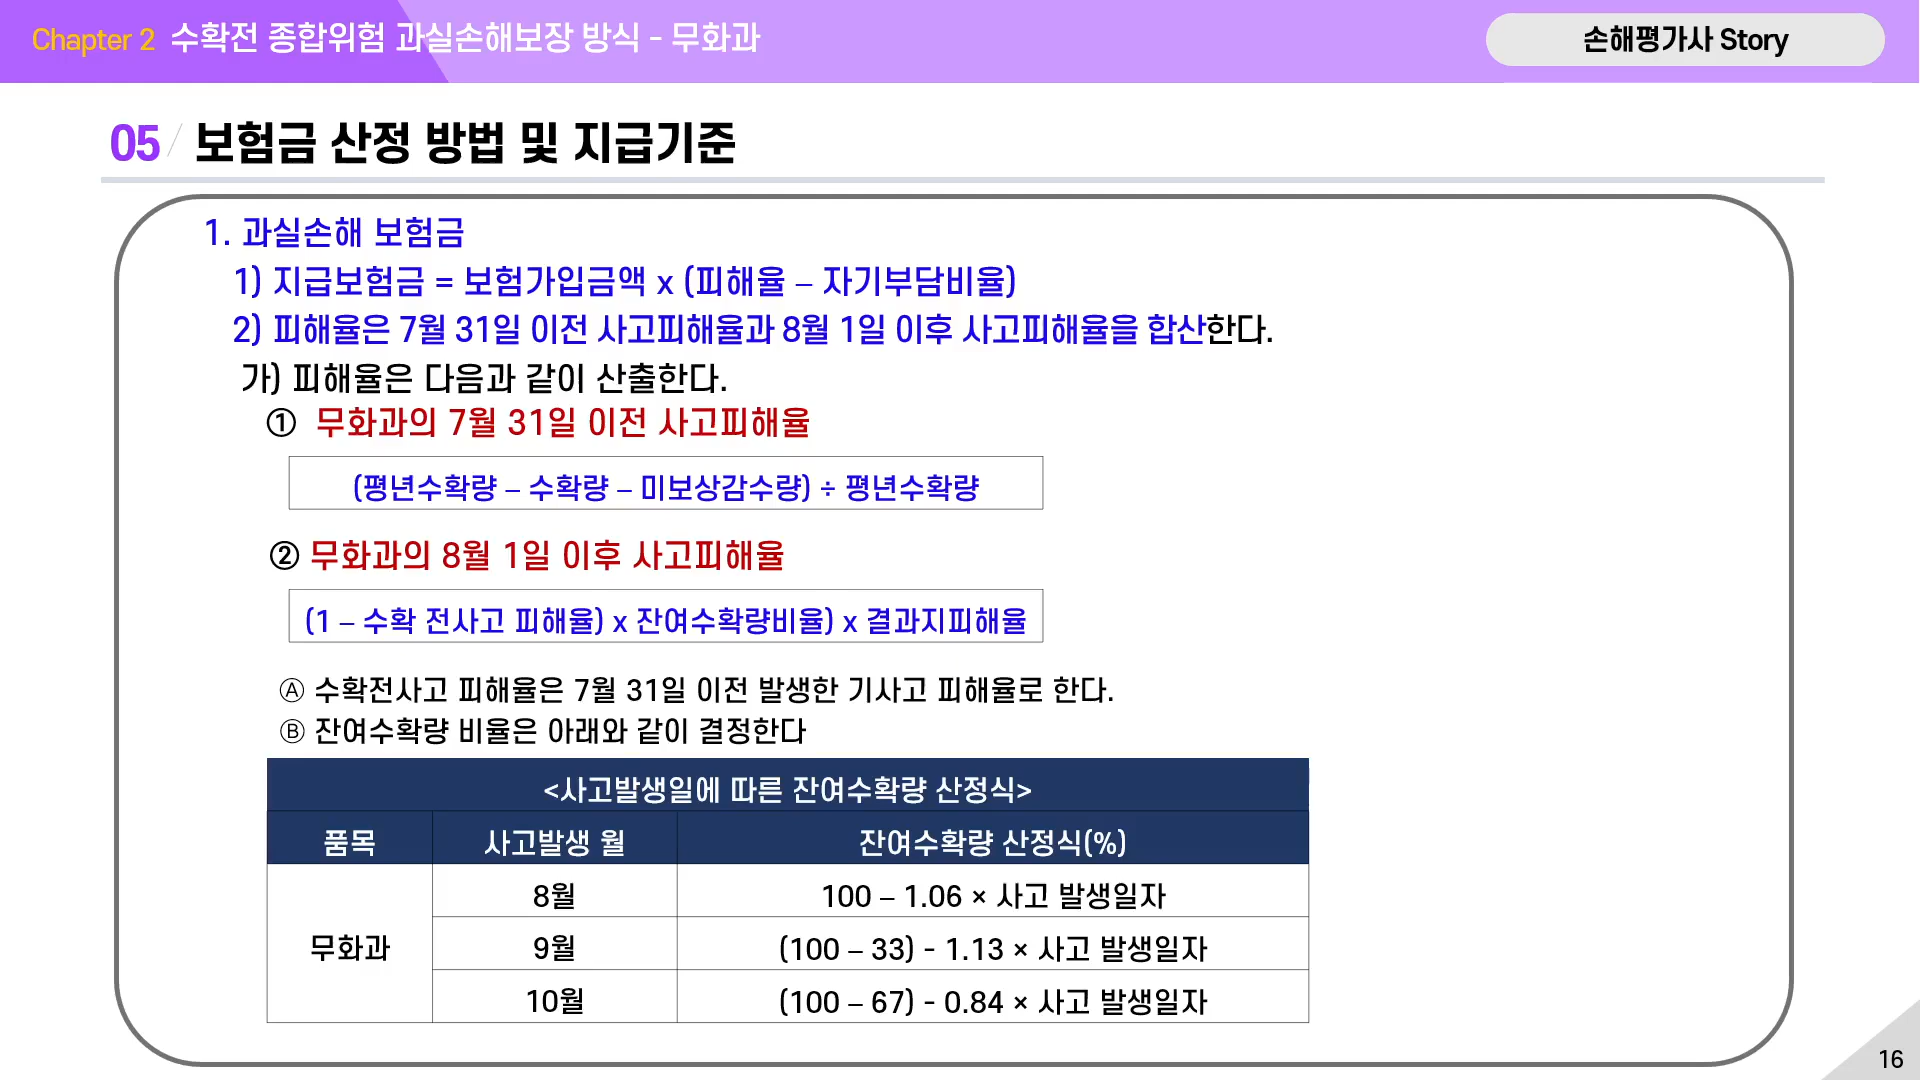 Chapter 2 수확전 종합위험 과실손해보장 방식 - 무화과
손해평가사 Story
05 / 보험금 산정 방법 및 지급기준
1. 과실손해 보험금
1) 지급보험금 = 보험가입금액 x (피해율 – 자기부담비율)
2) 피해율은 7월 31일 이전 사고피해율과 8월 1일 이후 사고피해율을 합산한다.
가) 피해율은 다음과 같이 산출한다.
① 무화과의 7월 31일 이전 사고피해율
(평년수확량 – 수확량 – 미보상감수량) ÷ 평년수확량
② 무화과의 8월 1일 이후 사고피해율
(1 – 수확 전사고 피해율) x 잔여수확량비율) x 결과지피해율
Ⓐ 수확전사고 피해율은 7월 31일 이전 발생한 기사고 피해율로 한다.
Ⓑ 잔여수확량 비율은 아래와 같이 결정한다
<사고발생일에 따른 잔여수확량 산정식>
품목 사고발생 월 잔여수확량 산정식(%)
8월 100 – 1.06 × 사고 발생일자
무화과 9월 (100 – 33) - 1.13 × 사고 발생일자
10월 (100 – 67) - 0.84 × 사고 발생일자
16